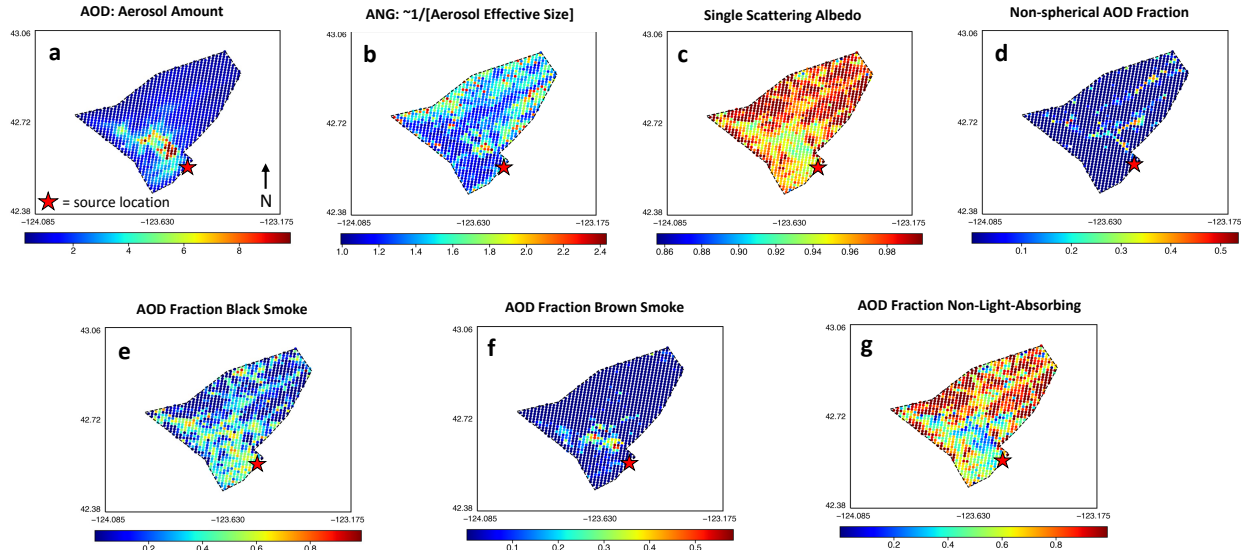 AOD: Aerosol Amount
ANG: ~1/[Aerosol Effective Size]
Single Scattering Albedo
Non-spherical AOD Fraction
43.06
a
42.72
42.38
N
= source location
−124.085 −123.630 −123.175
2 4 6 8
43.06
b
42.72
42.38
−124.085 −123.630 −123.175
1.0 1.2 1.4 1.6 1.8 2.0 2.2 2.4
43.06
c
42.72
42.38
−124.085 −123.630 −123.175
0.86 0.88 0.90 0.92 0.94 0.96 0.98
43.06
d
42.72
42.38
−124.085 −123.630 −123.175
0.1 0.2 0.3 0.4 0.5
AOD Fraction Black Smoke
AOD Fraction Brown Smoke
AOD Fraction Non-Light-Absorbing
43.06
e
42.72
42.38
−124.085 −123.630 −123.175
0.2 0.4 0.6 0.8
43.06
f
42.72
42.38
−124.085 −123.630 −123.175
0.1 0.2 0.3 0.4 0.5
43.06
g
42.72
42.38
−124.085 −123.630 −123.175
0.2 0.4 0.6 0.8